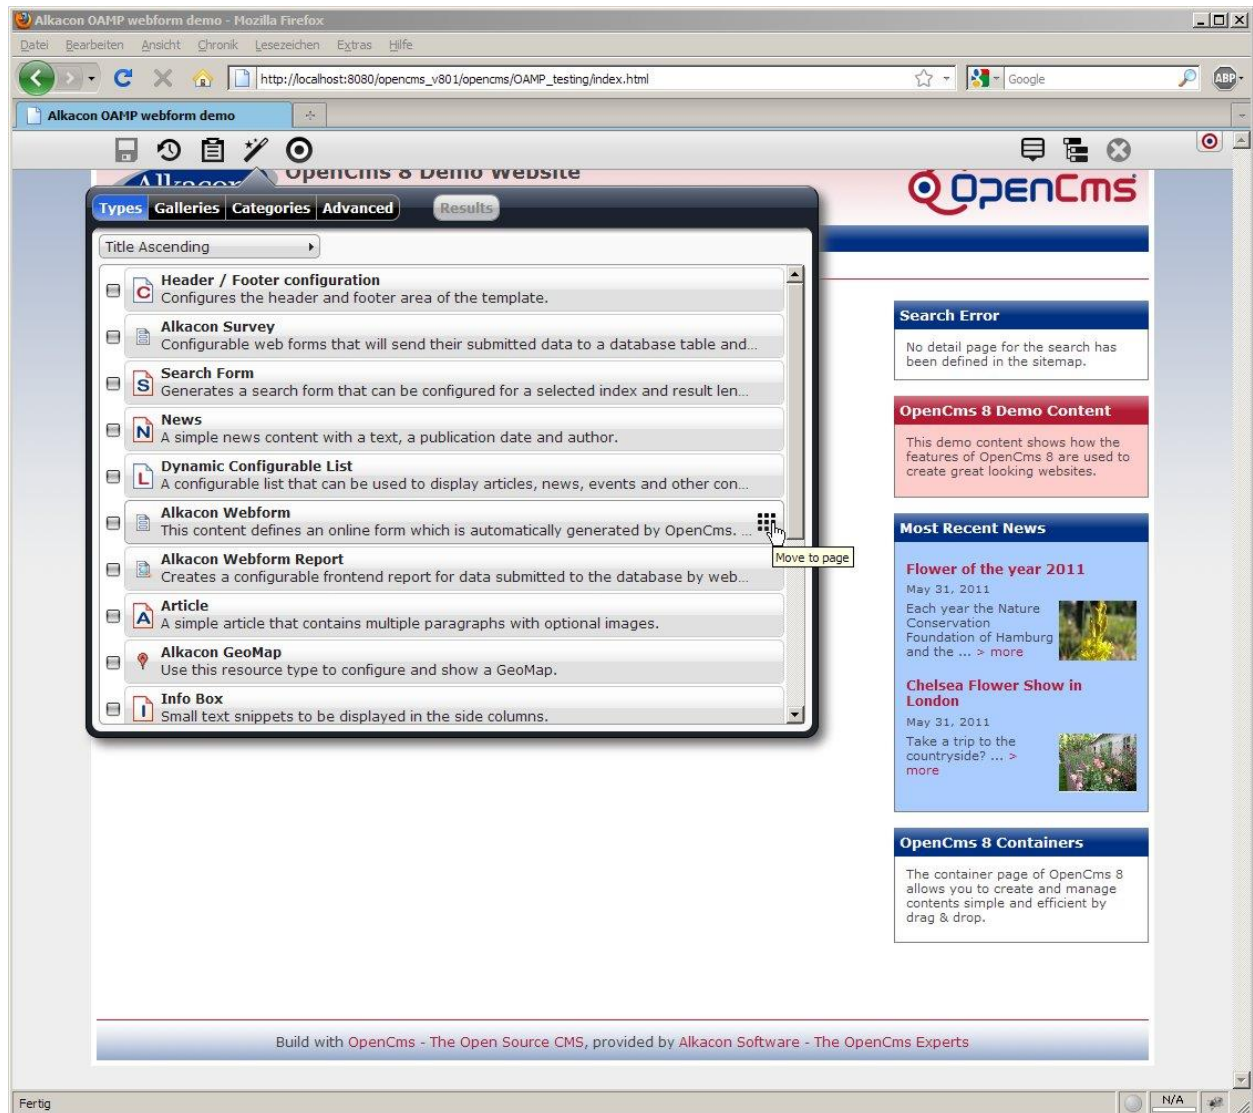 Alkacon OAMP webform demo - Mozilla Firefox
Datei Bearbeiten Ansicht Chronik Lesezeichen Extras Hilfe
http://localhost:8080/opencms_v801/opencms/OAMP_testing/index.html
Google
ABP
Alkacon OAMP webform demo
Alkacon
OpenCms 8 Demo Website
OpenCms
Types Galleries Categories Advanced Results
Title Ascending
Header / Footer configuration
Configures the header and footer area of the template.
Alkacon Survey
Configurable web forms that will send their submitted data to a database table and...
Search Form
Generates a search form that can be configured for a selected index and result len...
News
A simple news content with a text, a publication date and author.
Dynamic Configurable List
A configurable list that can be used to display articles, news, events and other con...
Alkacon Webform
This content defines an online form which is automatically generated by OpenCms. ...
Move to page
Alkacon Webform Report
Creates a configurable frontend report for data submitted to the database by web...
Article
A simple article that contains multiple paragraphs with optional images.
Alkacon GeoMap
Use this resource type to configure and show a GeoMap.
Info Box
Small text snippets to be displayed in the side columns.
Search Error
No detail page for the search has
been defined in the sitemap.
OpenCms 8 Demo Content
This demo content shows how the
features of OpenCms 8 are used to
create great looking websites.
Most Recent News
Flower of the year 2011
May 31, 2011
Each year the Nature
Conservation
Foundation of Hamburg
and the ... > more
Chelsea Flower Show in
London
May 31, 2011
Take a trip to the
countryside? ... >
more
OpenCms 8 Containers
The container page of OpenCms 8
allows you to create and manage
contents simple and efficient by
drag & drop.
Build with OpenCms - The Open Source CMS, provided by Alkacon Software - The OpenCms Experts
Fertig
N/A